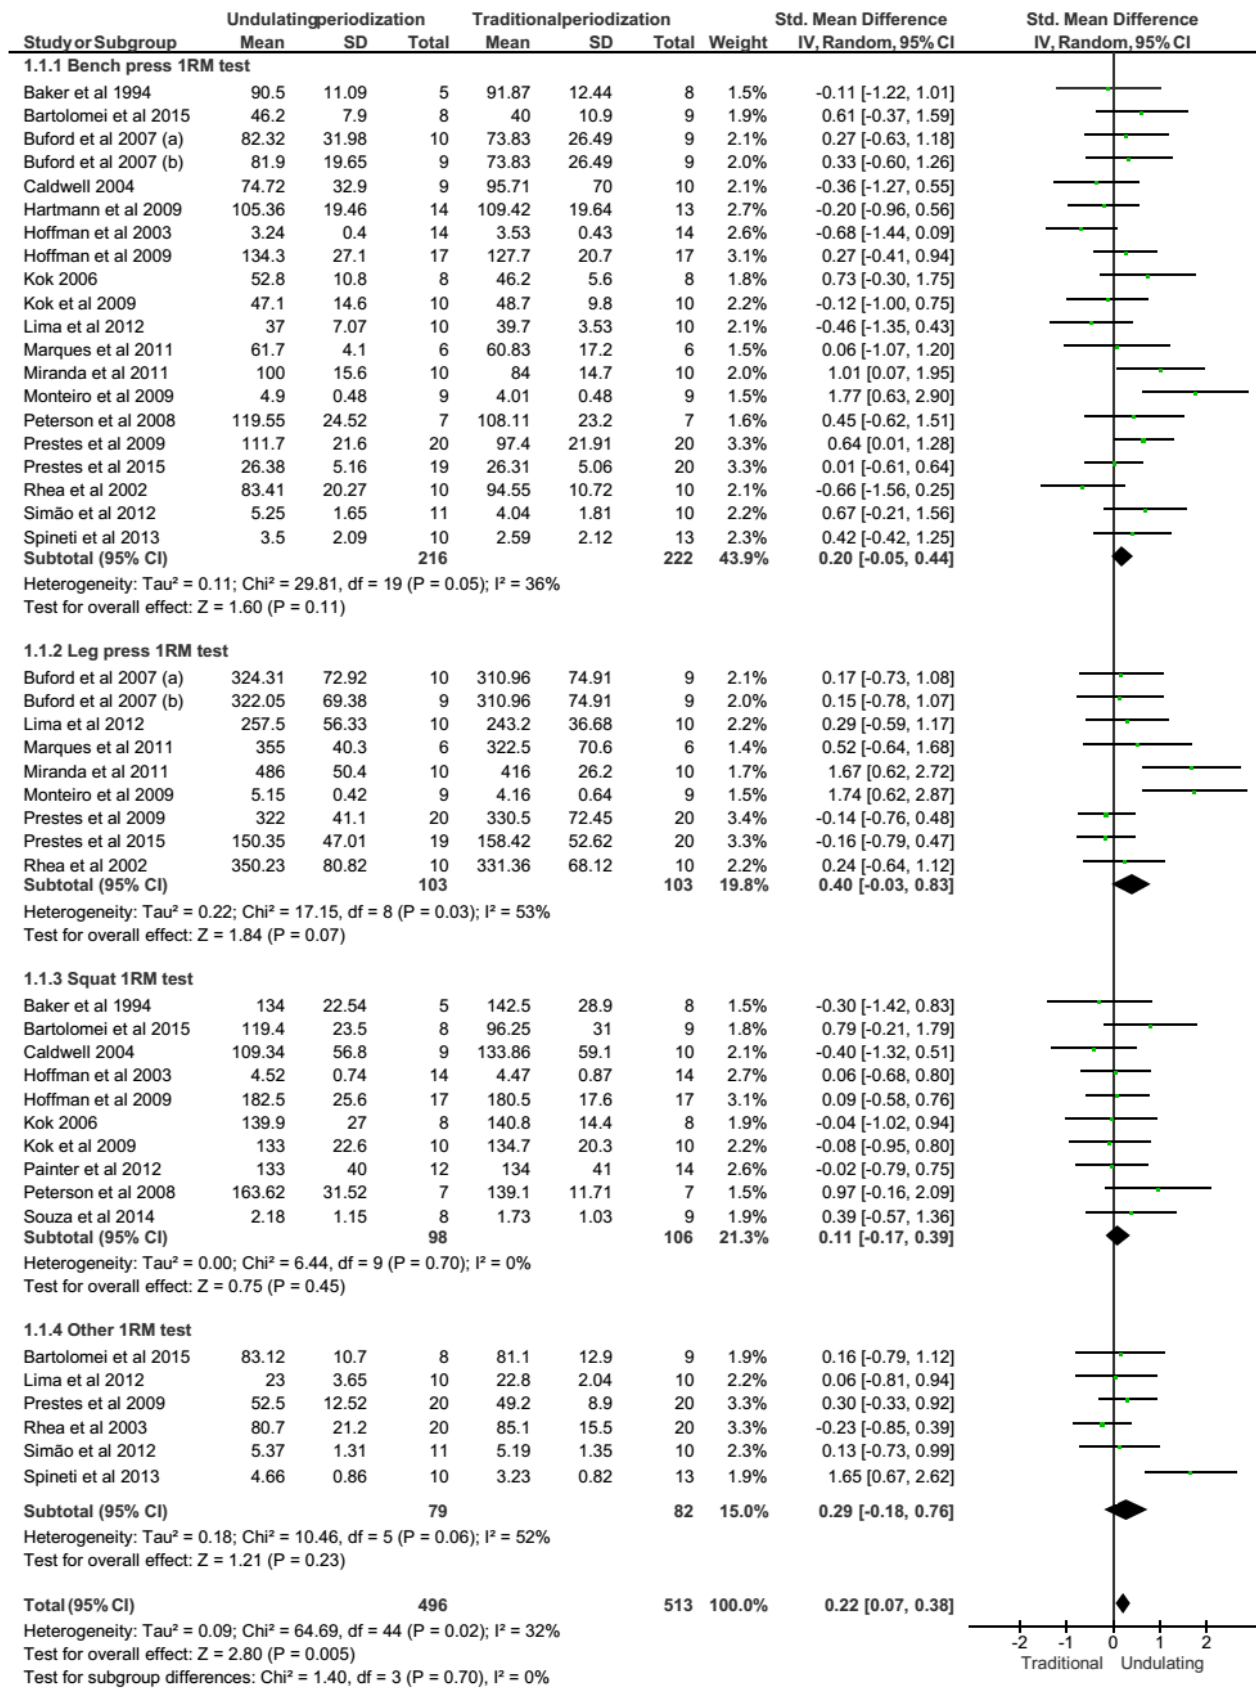 Undulatingperiodization Traditionalperiodization Std. Mean Difference Std. Mean Difference
Study or Subgroup Mean SD Total Mean SD Total Weight IV, Random, 95% CI IV, Random, 95% CI
1.1.1 Bench press 1RM test
Baker et al 1994 90.5 11.09 5 91.87 12.44 8 1.5% -0.11 [-1.22, 1.01]
Bartolomei et al 2015 46.2 7.9 8 40 10.9 9 1.9% 0.61 [-0.37, 1.59]
Buford et al 2007 (a) 82.32 31.98 10 73.83 26.49 9 2.1% 0.27 [-0.63, 1.18]
Buford et al 2007 (b) 81.9 19.65 9 73.83 26.49 9 2.0% 0.33 [-0.60, 1.26]
Caldwell 2004 74.72 32.9 9 95.71 70 10 2.1% -0.36 [-1.27, 0.55]
Hartmann et al 2009 105.36 19.46 14 109.42 19.64 13 2.7% -0.20 [-0.96, 0.56]
Hoffman et al 2003 3.24 0.4 14 3.53 0.43 14 2.6% -0.68 [-1.44, 0.09]
Hoffman et al 2009 134.3 27.1 17 127.7 20.7 17 3.1% 0.27 [-0.41, 0.94]
Kok 2006 52.8 10.8 8 46.2 5.6 8 1.8% 0.73 [-0.30, 1.75]
Kok et al 2009 47.1 14.6 10 48.7 9.8 10 2.2% -0.12 [-1.00, 0.75]
Lima et al 2012 37 7.07 10 39.7 3.53 10 2.1% -0.46 [-1.35, 0.43]
Marques et al 2011 61.7 4.1 6 60.83 17.2 6 1.5% 0.06 [-1.07, 1.20]
Miranda et al 2011 100 15.6 10 84 14.7 10 2.0% 1.01 [0.07, 1.95]
Monteiro et al 2009 4.9 0.48 9 4.01 0.48 9 1.5% 1.77 [0.63, 2.90]
Peterson et al 2008 119.55 24.52 7 108.11 23.2 7 1.6% 0.45 [-0.62, 1.51]
Prestes et al 2009 111.7 21.6 20 97.4 21.91 20 3.3% 0.64 [0.01, 1.28]
Prestes et al 2015 26.38 5.16 19 26.31 5.06 20 3.3% 0.01 [-0.61, 0.64]
Rhea et al 2002 83.41 20.27 10 94.55 10.72 10 2.1% -0.66 [-1.56, 0.25]
Simão et al 2012 5.25 1.65 11 4.04 1.81 10 2.2% 0.67 [-0.21, 1.56]
Spineti et al 2013 3.5 2.09 10 2.59 2.12 13 2.3% 0.42 [-0.42, 1.25]
Subtotal (95% CI) 216 222 43.9% 0.20 [-0.05, 0.44]
Heterogeneity: Tau² = 0.11; Chi² = 29.81, df = 19 (P = 0.05); I² = 36%
Test for overall effect: Z = 1.60 (P = 0.11)
1.1.2 Leg press 1RM test
Buford et al 2007 (a) 324.31 72.92 10 310.96 74.91 9 2.1% 0.17 [-0.73, 1.08]
Buford et al 2007 (b) 322.05 69.38 9 310.96 74.91 9 2.0% 0.15 [-0.78, 1.07]
Lima et al 2012 257.5 56.33 10 243.2 36.68 10 2.2% 0.29 [-0.59, 1.17]
Marques et al 2011 355 40.3 6 322.5 70.6 6 1.4% 0.52 [-0.64, 1.68]
Miranda et al 2011 486 50.4 10 416 26.2 10 1.7% 1.67 [0.62, 2.72]
Monteiro et al 2009 5.15 0.42 9 4.16 0.64 9 1.5% 1.74 [0.62, 2.87]
Prestes et al 2009 322 41.1 20 330.5 72.45 20 3.4% -0.14 [-0.76, 0.48]
Prestes et al 2015 150.35 47.01 19 158.42 52.62 20 3.3% -0.16 [-0.79, 0.47]
Rhea et al 2002 350.23 80.82 10 331.36 68.12 10 2.2% 0.24 [-0.64, 1.12]
Subtotal (95% CI) 103 103 19.8% 0.40 [-0.03, 0.83]
Heterogeneity: Tau² = 0.22; Chi² = 17.15, df = 8 (P = 0.03); I² = 53%
Test for overall effect: Z = 1.84 (P = 0.07)
1.1.3 Squat 1RM test
Baker et al 1994 134 22.54 5 142.5 28.9 8 1.5% -0.30 [-1.42, 0.83]
Bartolomei et al 2015 119.4 23.5 8 96.25 31 9 1.8% 0.79 [-0.21, 1.79]
Caldwell 2004 109.34 56.8 9 133.86 59.1 10 2.1% -0.40 [-1.32, 0.51]
Hoffman et al 2003 4.52 0.74 14 4.47 0.87 14 2.7% 0.06 [-0.68, 0.80]
Hoffman et al 2009 182.5 25.6 17 180.5 17.6 17 3.1% 0.09 [-0.58, 0.76]
Kok 2006 139.9 27 8 140.8 14.4 8 1.9% -0.04 [-1.02, 0.94]
Kok et al 2009 133 22.6 10 134.7 20.3 10 2.2% -0.08 [-0.95, 0.80]
Painter et al 2012 133 40 12 134 41 14 2.6% -0.02 [-0.79, 0.75]
Peterson et al 2008 163.62 31.52 7 139.1 11.71 7 1.5% 0.97 [-0.16, 2.09]
Souza et al 2014 2.18 1.15 8 1.73 1.03 9 1.9% 0.39 [-0.57, 1.36]
Subtotal (95% CI) 98 106 21.3% 0.11 [-0.17, 0.39]
Heterogeneity: Tau² = 0.00; Chi² = 6.44, df = 9 (P = 0.70); I² = 0%
Test for overall effect: Z = 0.75 (P = 0.45)
1.1.4 Other 1RM test
Bartolomei et al 2015 83.12 10.7 8 81.1 12.9 9 1.9% 0.16 [-0.79, 1.12]
Lima et al 2012 23 3.65 10 22.8 2.04 10 2.2% 0.06 [-0.81, 0.94]
Prestes et al 2009 52.5 12.52 20 49.2 8.9 20 3.3% 0.30 [-0.33, 0.92]
Rhea et al 2003 80.7 21.2 20 85.1 15.5 20 3.3% -0.23 [-0.85, 0.39]
Simão et al 2012 5.37 1.31 11 5.19 1.35 10 2.3% 0.13 [-0.73, 0.99]
Spineti et al 2013 4.66 0.86 10 3.23 0.82 13 1.9% 1.65 [0.67, 2.62]
Subtotal (95% CI) 79 82 15.0% 0.29 [-0.18, 0.76]
Heterogeneity: Tau² = 0.18; Chi² = 10.46, df = 5 (P = 0.06); I² = 52%
Test for overall effect: Z = 1.21 (P = 0.23)
Total (95% CI) 496 513 100.0% 0.22 [0.07, 0.38]
Heterogeneity: Tau² = 0.09; Chi² = 64.69, df = 44 (P = 0.02); I² = 32%
Test for overall effect: Z = 2.80 (P = 0.005)
Test for subgroup differences: Chi² = 1.40, df = 3 (P = 0.70), I² = 0%
-2 -1 0 1 2
Traditional Undulating